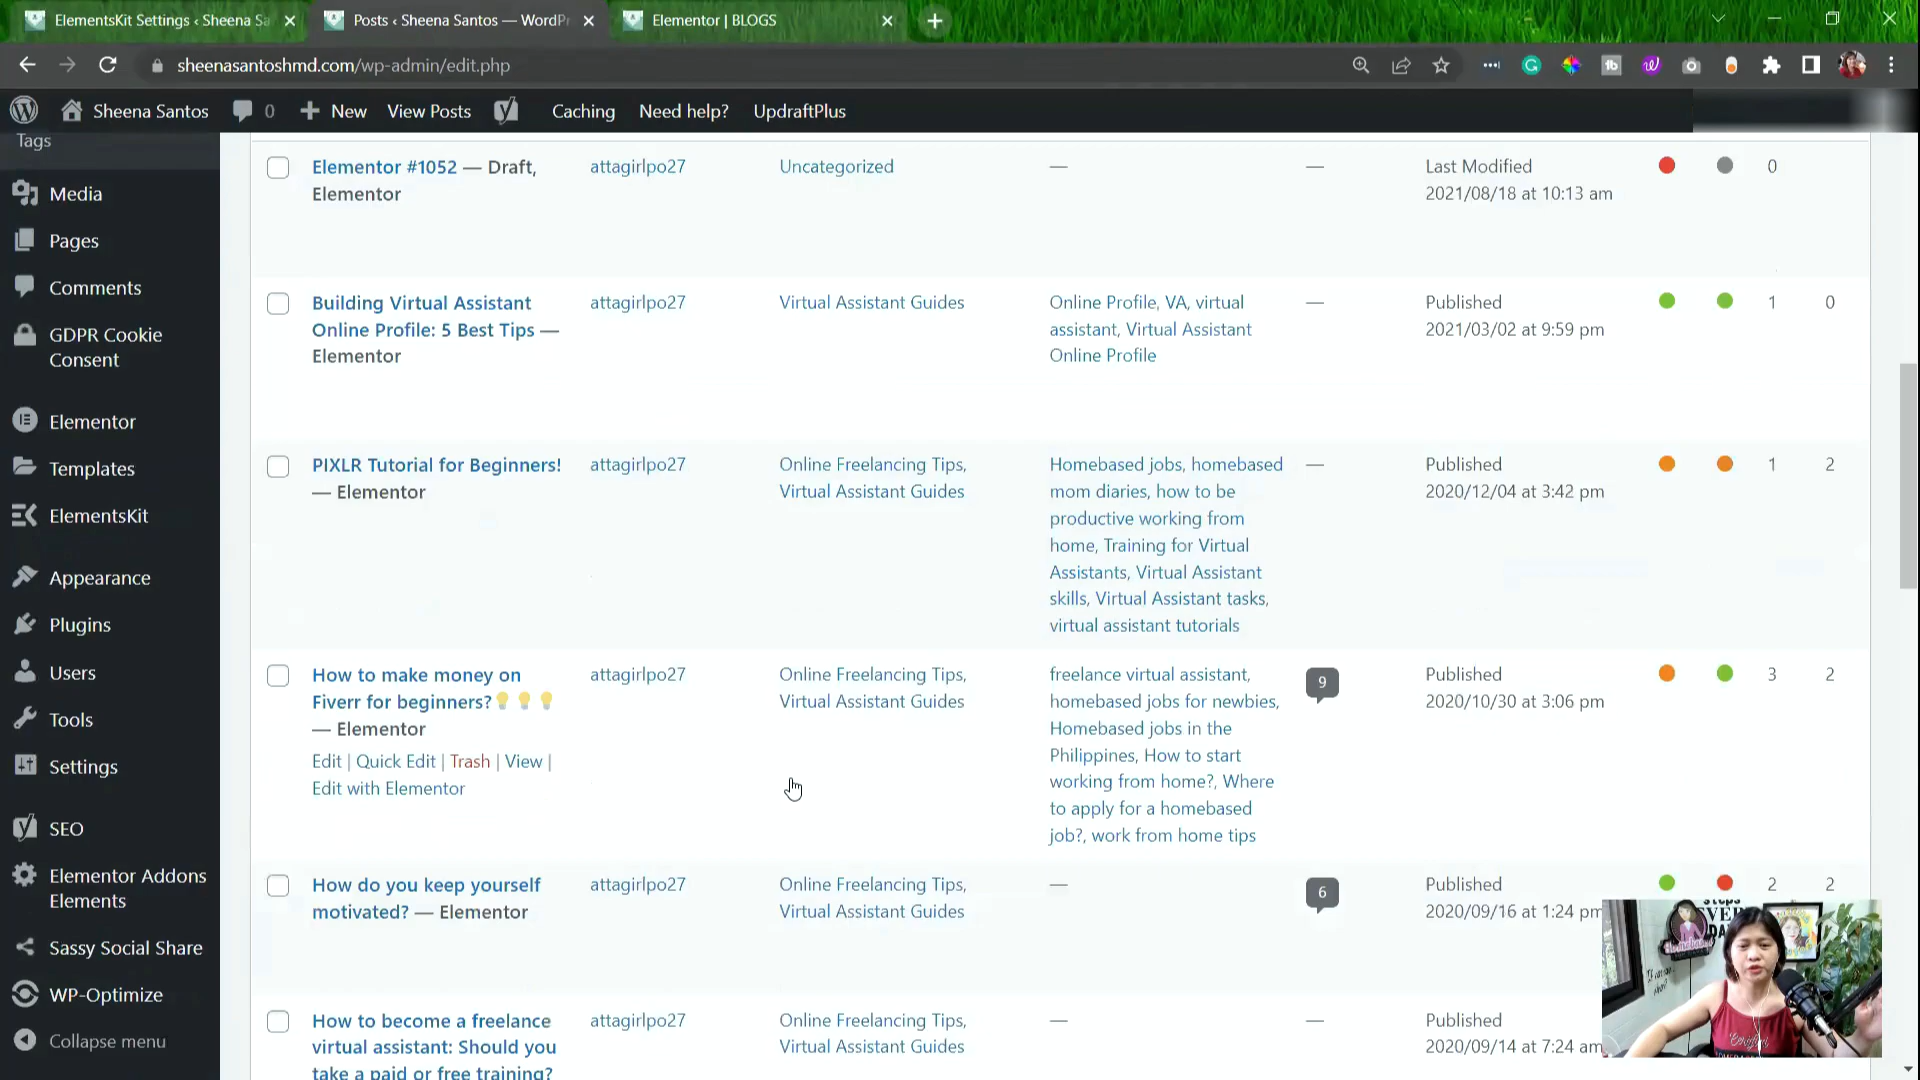 ElementsKit Settings ‹ Sheena Sa
Posts ‹ Sheena Santos — WordPr
Elementor | BLOGS
sheenasantoshmd.com/wp-admin/edit.php
Sheena Santos
0
New
View Posts
Caching
Need help?
UpdraftPlus
Tags
Media
Pages
Comments
GDPR Cookie
Consent
Elementor
Templates
ElementsKit
Appearance
Plugins
Users
Tools
Settings
SEO
Elementor Addons
Elements
Sassy Social Share
WP-Optimize
Collapse menu
Elementor #1052 — Draft,
Elementor
attagirlpo27
Uncategorized
—
—
Last Modified
2021/08/18 at 10:13 am
0
Building Virtual Assistant
Online Profile: 5 Best Tips —
Elementor
attagirlpo27
Virtual Assistant Guides
Online Profile, VA, virtual
assistant, Virtual Assistant
Online Profile
—
Published
2021/03/02 at 9:59 pm
1
0
PIXLR Tutorial for Beginners!
— Elementor
attagirlpo27
Online Freelancing Tips,
Virtual Assistant Guides
Homebased jobs, homebased
mom diaries, how to be
productive working from
home, Training for Virtual
Assistants, Virtual Assistant
skills, Virtual Assistant tasks,
virtual assistant tutorials
—
Published
2020/12/04 at 3:42 pm
1
2
How to make money on
Fiverr for beginners?💡💡💡
— Elementor
Edit | Quick Edit | Trash | View |
Edit with Elementor
attagirlpo27
Online Freelancing Tips,
Virtual Assistant Guides
freelance virtual assistant,
homebased jobs for newbies,
Homebased jobs in the
Philippines, How to start
working from home?, Where
to apply for a homebased
job?, work from home tips
9
Published
2020/10/30 at 3:06 pm
3
2
How do you keep yourself
motivated? — Elementor
attagirlpo27
Online Freelancing Tips,
Virtual Assistant Guides
—
6
Published
2020/09/16 at 1:24 pm
2
2
How to become a freelance
virtual assistant: Should you
take a paid or free training?
attagirlpo27
Online Freelancing Tips,
Virtual Assistant Guides
—
—
Published
2020/09/14 at 7:24 am